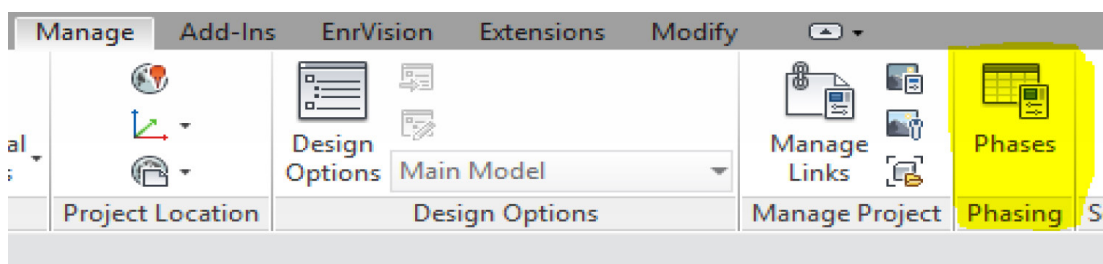 Manage Add-Ins EnrVision Extensions Modify
Design
Options
Main Model
Manage
Links
Phases
Project Location Design Options Manage Project Phasing